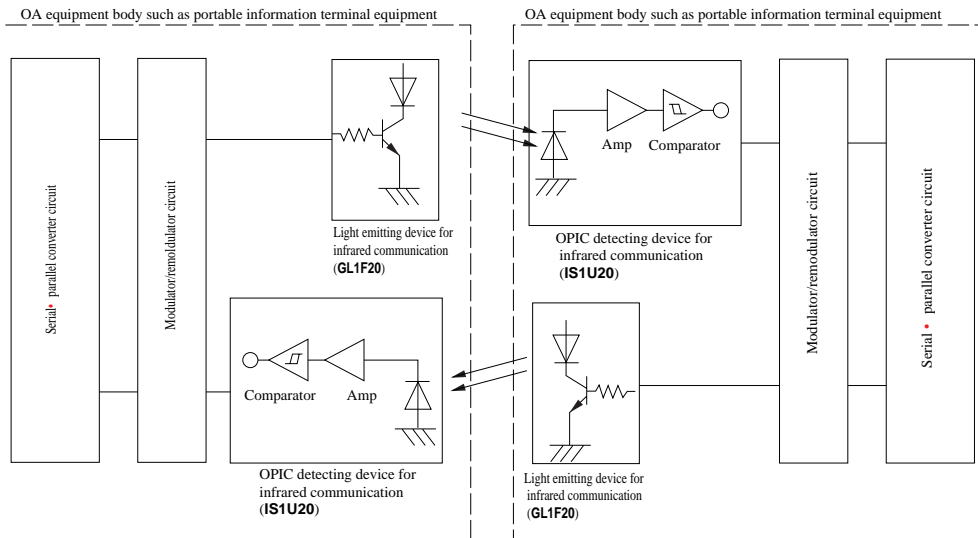 OA equipment body such as portable information terminal equipment
OA equipment body such as portable information terminal equipment
Serial• parallel converter circuit
Modulator/remoldulator circuit
Light emitting device for
infrared communication
(GL1F20)
Amp
Comparator
OPIC detecting device for
infrared communication
(IS1U20)
Modulator/remodulator circuit
Serial • parallel converter circuit
Comparator
Amp
OPIC detecting device for
infrared communication
(IS1U20)
Light emitting device for
infrared communication
(GL1F20)